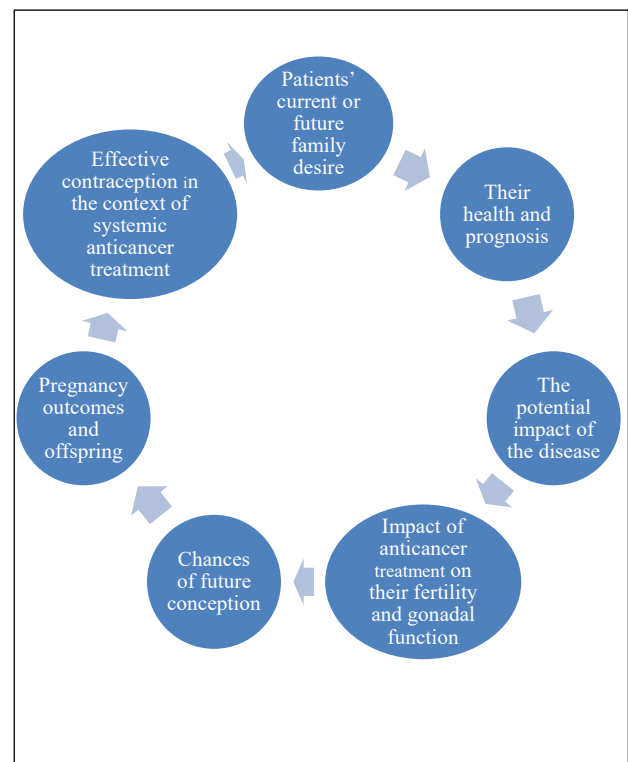 Patients’
current or
future
family
desire
Their
health and
prognosis
The
potential
impact of
the disease
Impact of
anticancer
treatment on
their fertility
and gonadal
function
Chances
of future
conception
Pregnancy
outcomes
and
offspring
Effective
contraception in
the context of
systemic
anticancer
treatment